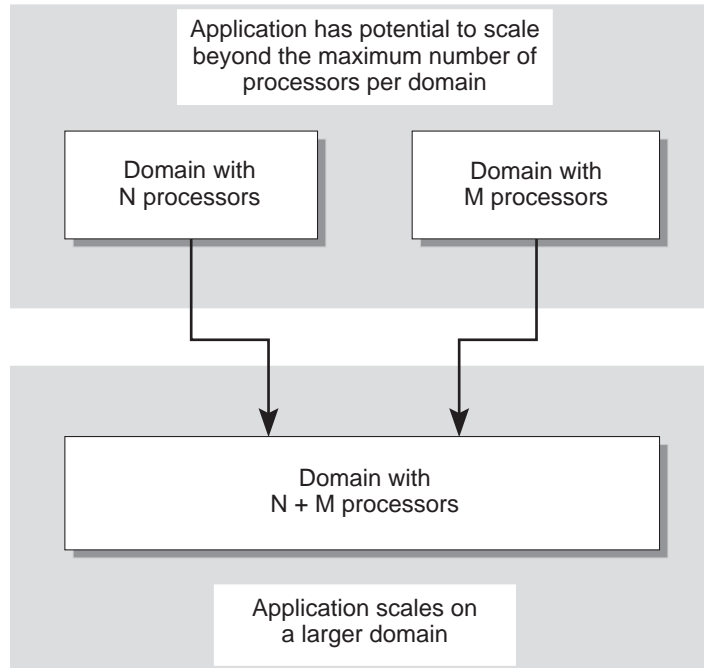 Application has potential to scale
beyond the maximum number of
processors per domain
Domain with
N processors
Domain with
M processors
Domain with
N + M processors
Application scales on
a larger domain